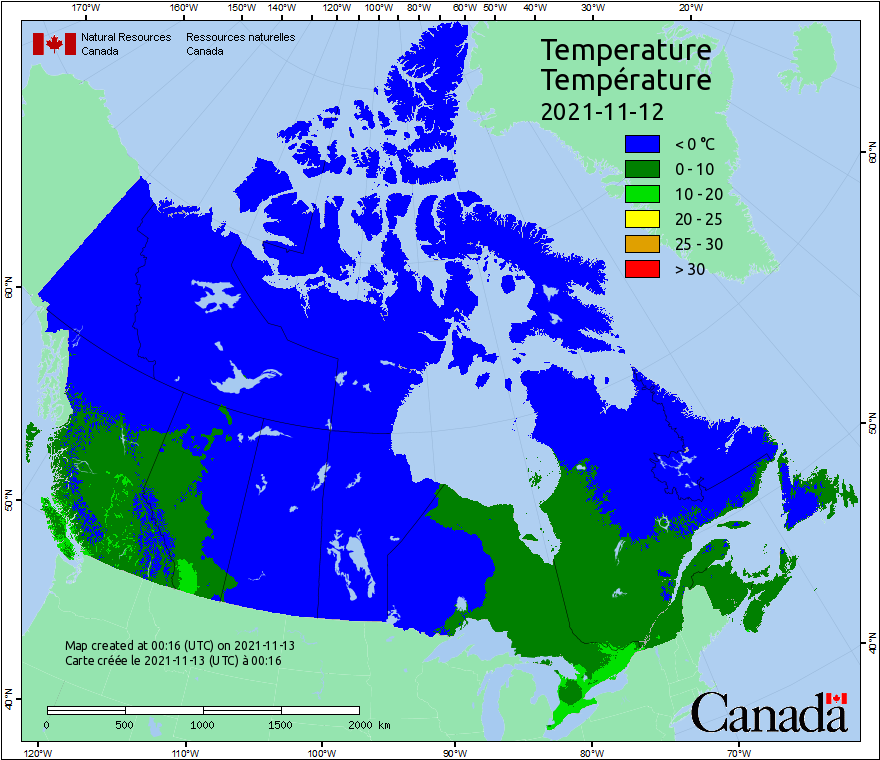 170°W 160°W 150°W 140°W 130°W 120°W 110°W 100°W 90°W 80°W 60°W 50°W 40°W 30°W 20°W
Natural Resources Ressources naturelles
Canada Canada
Temperature
Température
2021-11-12
< 0 °C
0 - 10
10 - 20
20 - 25
25 - 30
> 30
60°N 60°N
50°N 50°N
40°N 40°N
Map created at 00:16 (UTC) on 2021-11-13
Carte créée le 2021-11-13 (UTC) à 00:16
0 500 1000 1500 2000 km
Canada
120°W 110°W 100°W 90°W 80°W 70°W